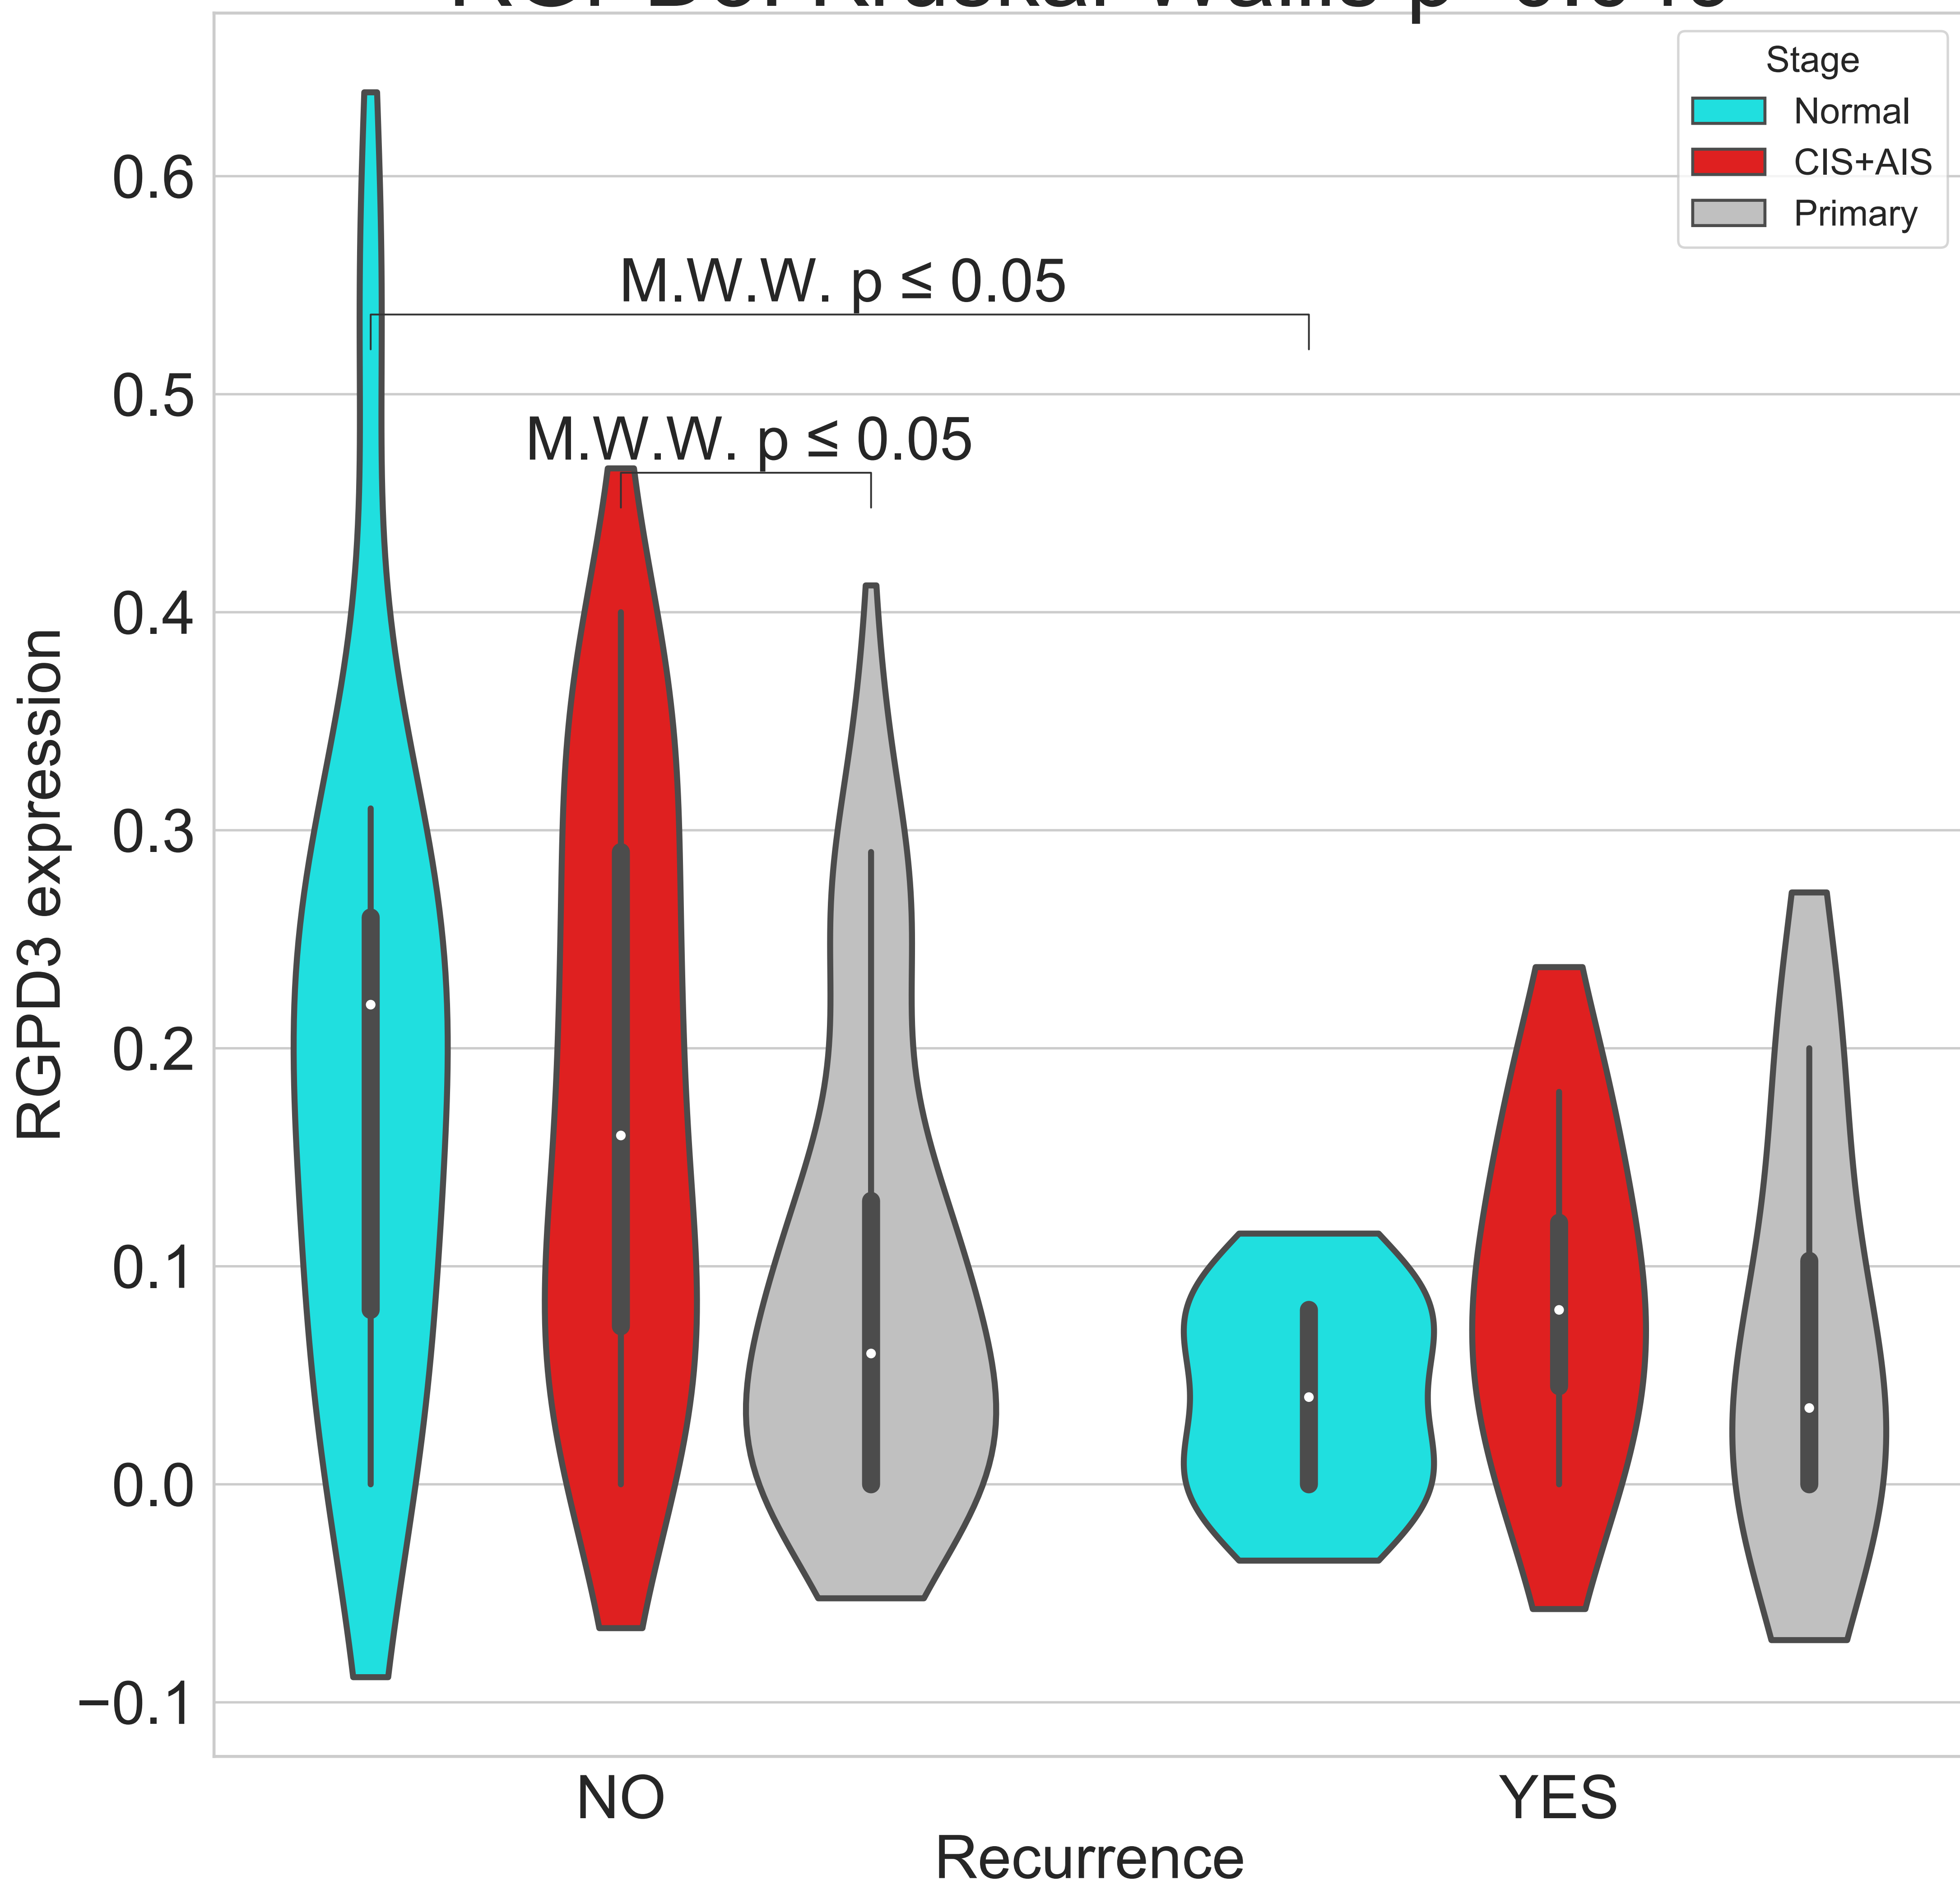 Stage
Normal
CIS+AIS
Primary
M.W.W. p ≤ 0.05
M.W.W. p ≤ 0.05
0.6
0.5
0.4
0.3
0.2
0.1
0.0
−0.1
RGPD3 expression
NO
YES
Recurrence